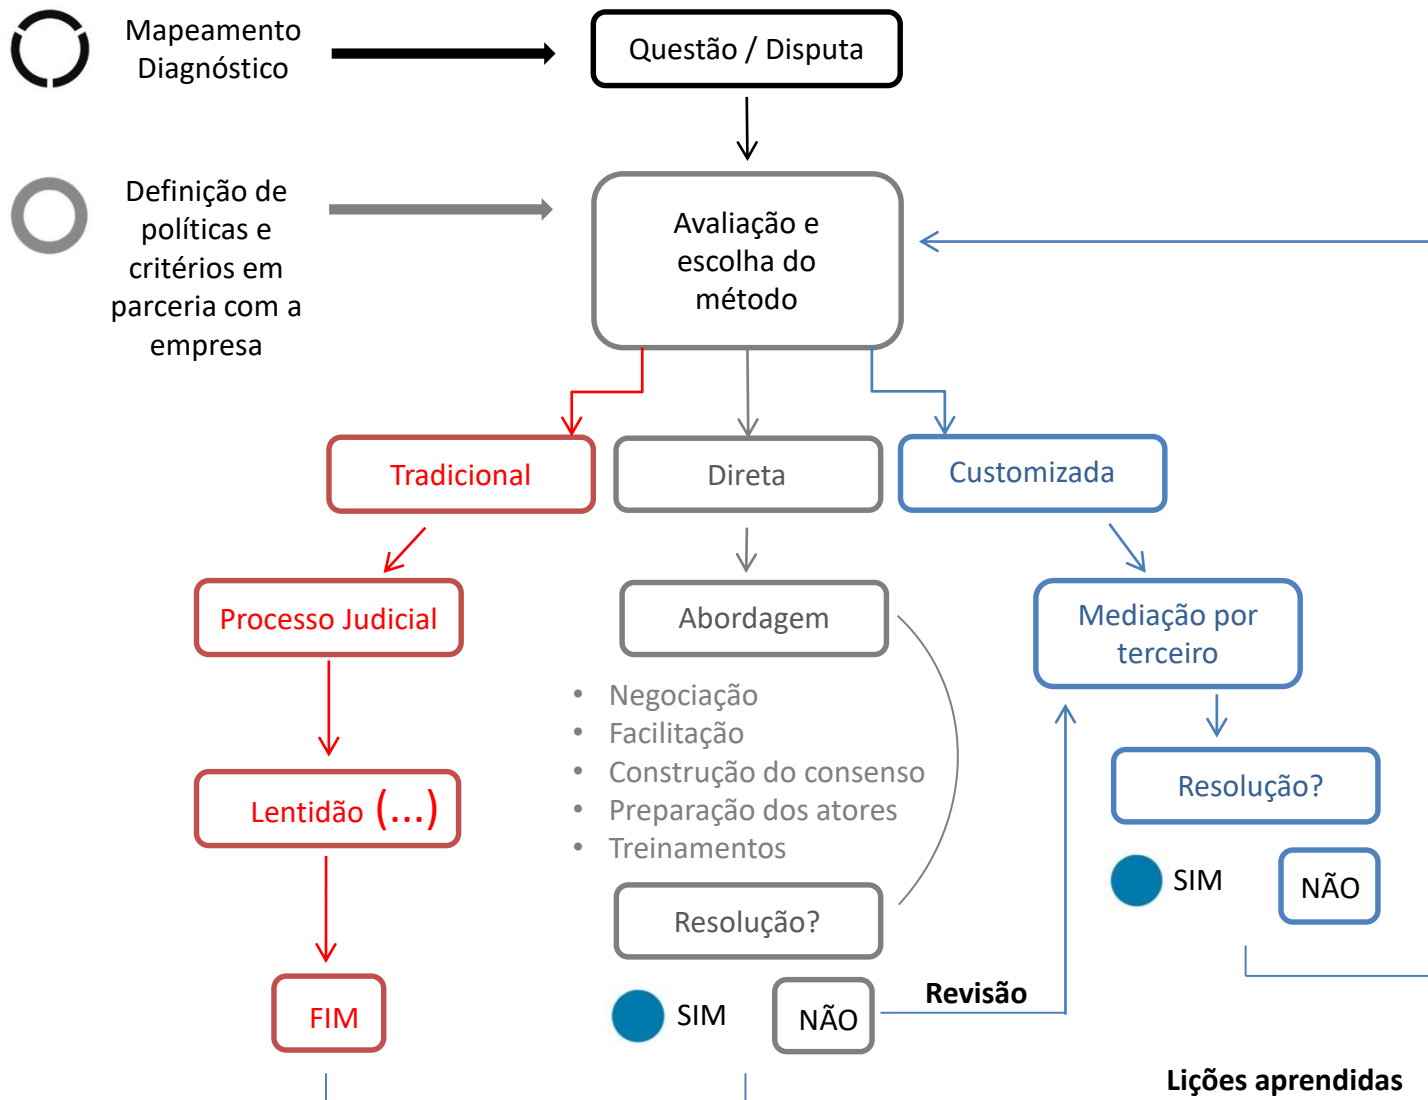 Mapeamento
Diagnóstico
Questão / Disputa
Definição de
políticas e
critérios em
parceria com a
empresa
Avaliação e
escolha do
método
Tradicional
Direta
Customizada
Processo Judicial
Abordagem
Mediação por
terceiro
• Negociação
• Facilitação
• Construção do consenso
• Preparação dos atores
• Treinamentos
Lentidão (...)
Resolução?
SIM
NÃO
Resolução?
FIM
SIM
NÃO
Revisão
Lições aprendidas